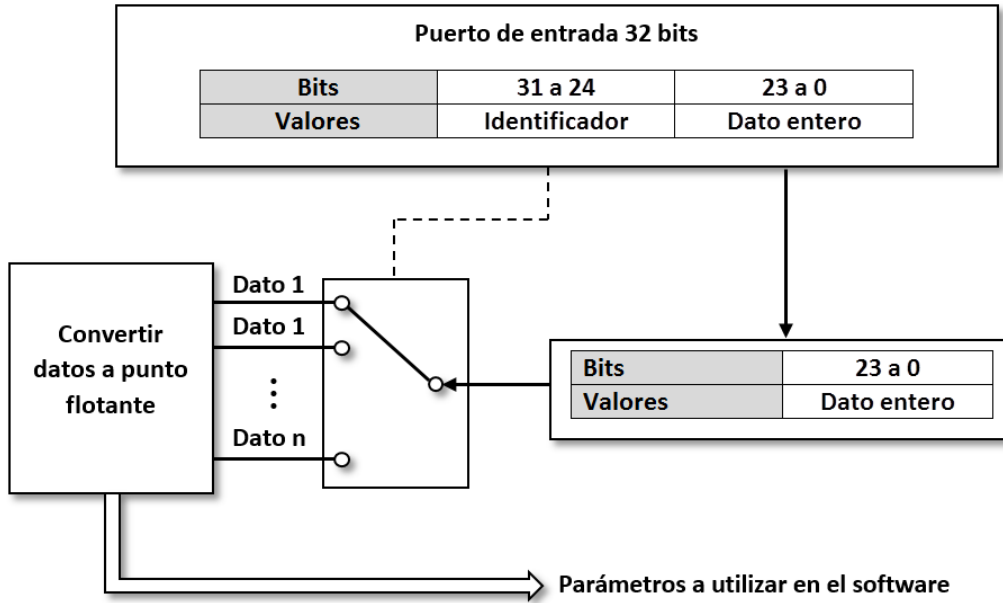 Puerto de entrada 32 bits
Bits 31 a 24 23 a 0
Valores Identificador Dato entero
Dato 1
Dato 1
Convertir
datos a punto
flotante
⋮
Dato n
Bits 23 a 0
Valores Dato entero
Parámetros a utilizar en el software